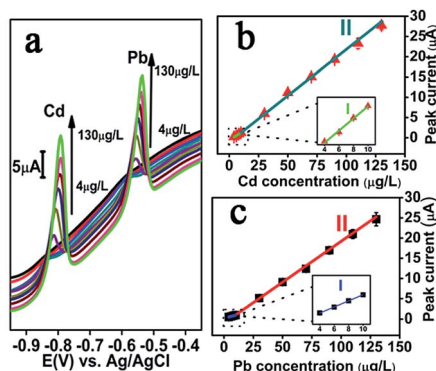 a
Cd
Pb
130μg/L
4μg/L
130μg/L
4μg/L
5μA
-0.9 -0.8 -0.7 -0.6 -0.5 -0.4
E(V) vs. Ag/AgCl
b
II
I
4 6 8 10
30
25
20
15
10
5
0
Peak current (μA)
0 25 50 75 100 125 150
Cd concentration (μg/L)
c
II
I
4 6 8 10
30
25
20
15
10
5
0
Peak current (μA)
0 25 50 75 100 125 150
Pb concentration (μg/L)